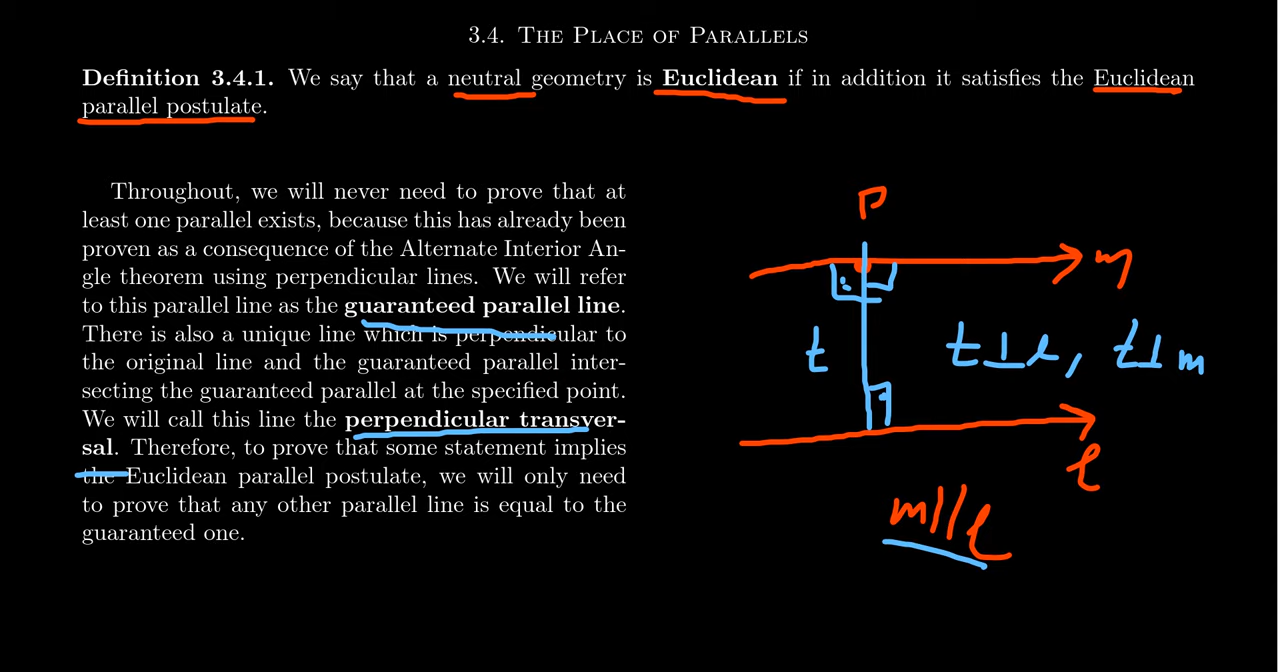 3.4. The Place of Parallels
Definition 3.4.1. We say that a neutral geometry is Euclidean if in addition it satisfies the Euclidean
parallel postulate.
Throughout, we will never need to prove that at
least one parallel exists, because this has already been
proven as a consequence of the Alternate Interior An-
gle theorem using perpendicular lines. We will refer
to this parallel line as the guaranteed parallel line.
There is also a unique line which is perpendicular to
the original line and the guaranteed parallel inter-
secting the guaranteed parallel at the specified point.
We will call this line the perpendicular transver-
sal. Therefore, to prove that some statement implies
the Euclidean parallel postulate, we will only need
to prove that any other parallel line is equal to the
guaranteed one.
P
m
t
t⊥ℓ, t⊥m
ℓ
m//ℓ